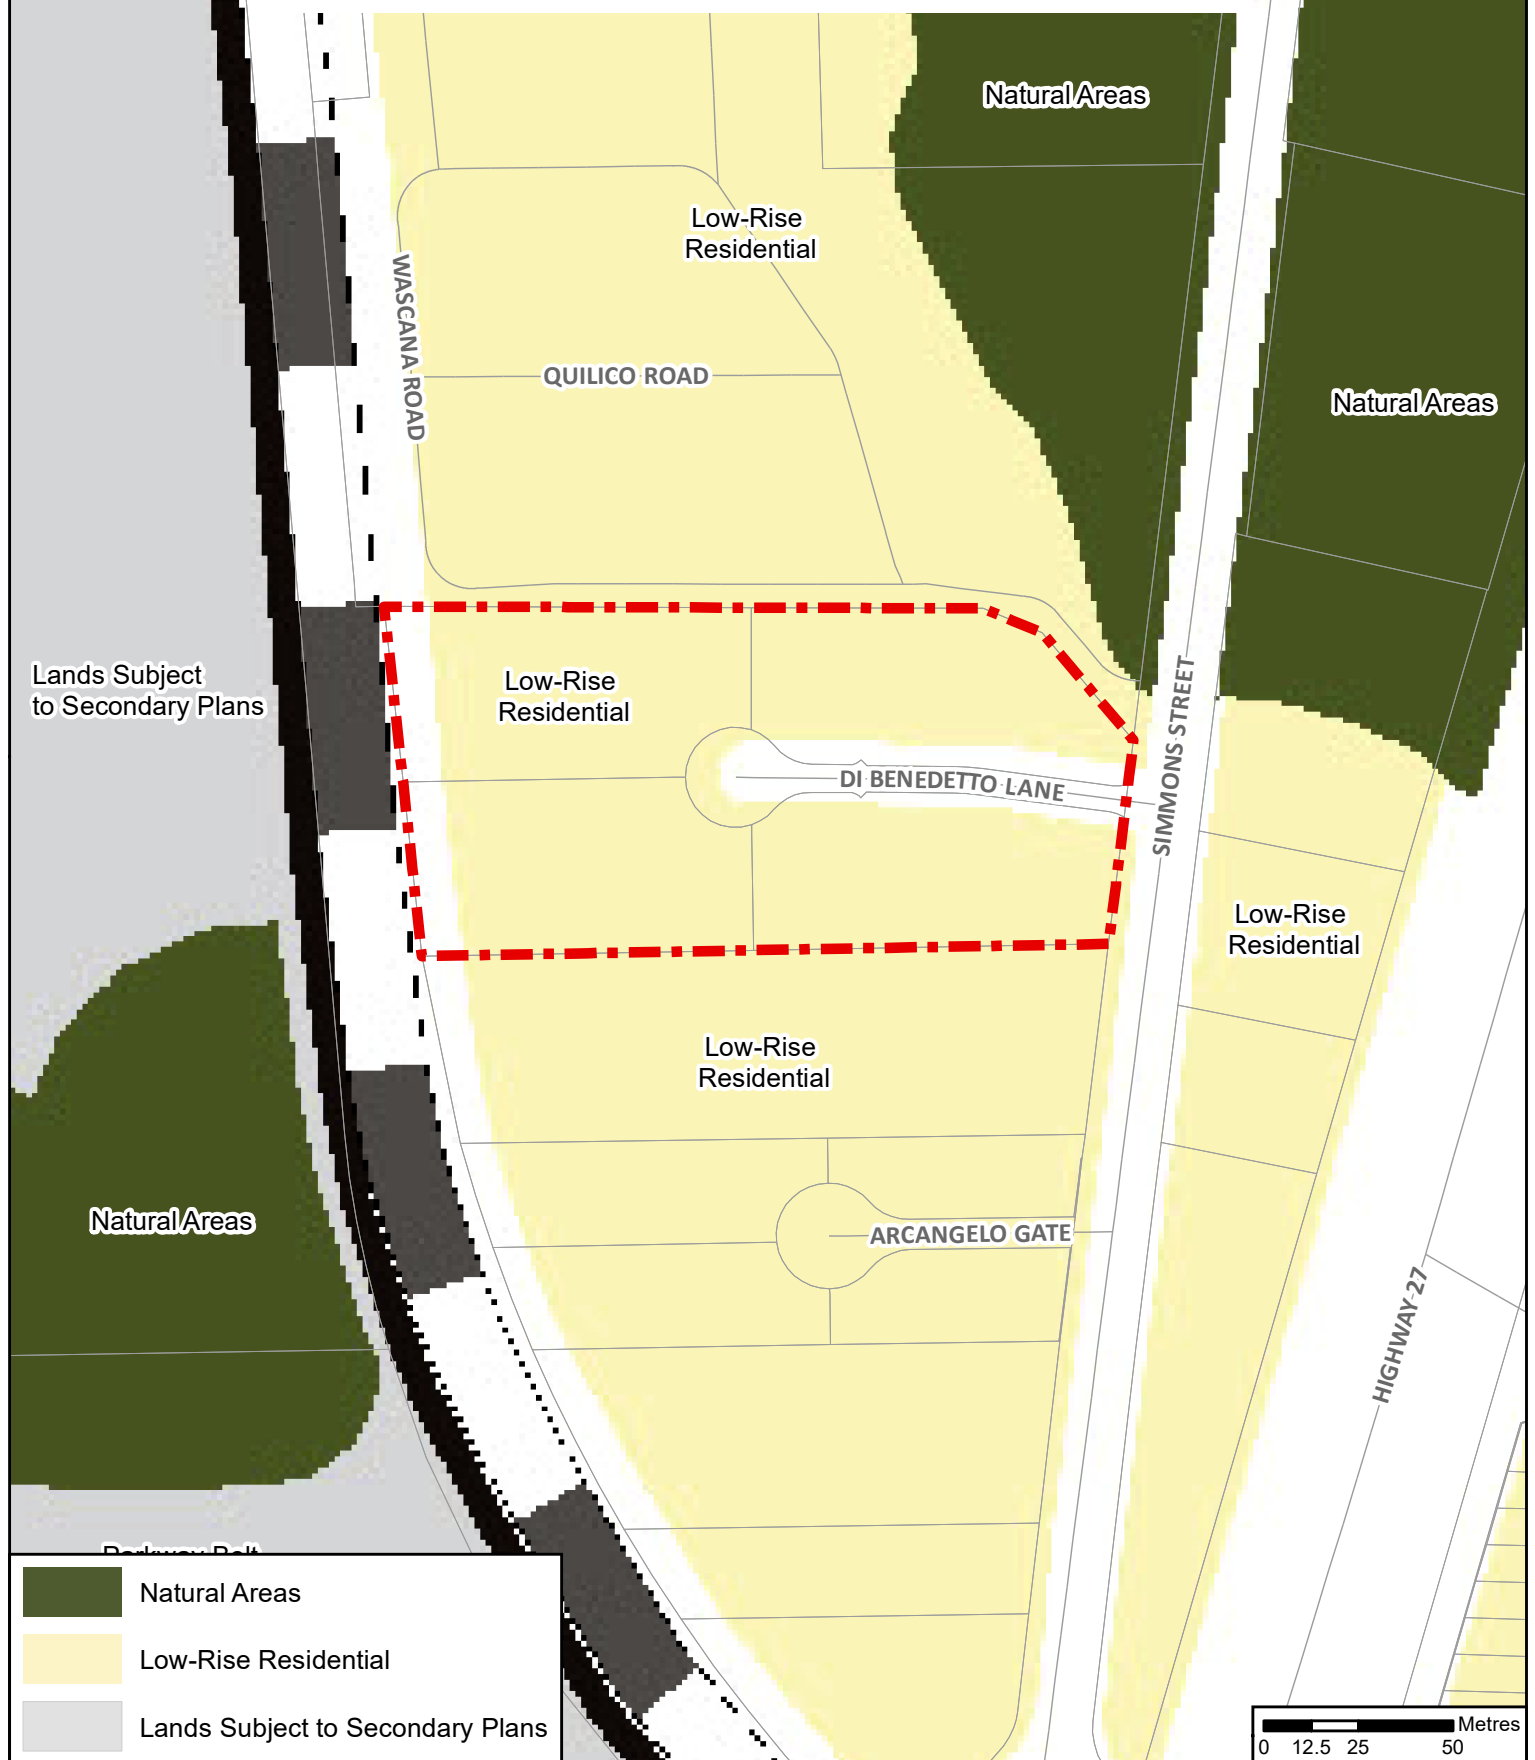 Natural Areas
Low-Rise
Residential
WASCANA ROAD
QUILICO ROAD
Natural Areas
Lands Subject
to Secondary Plans
Low-Rise
Residential
SIMMONS STREET
DI BENEDETTO LANE
Low-Rise
Residential
Low-Rise
Residential
Natural Areas
ARCANGELO GATE
HIGHWAY 27
Parkway Belt
Natural Areas
Low-Rise Residential
Lands Subject to Secondary Plans
Metres
0 12.5 25 50